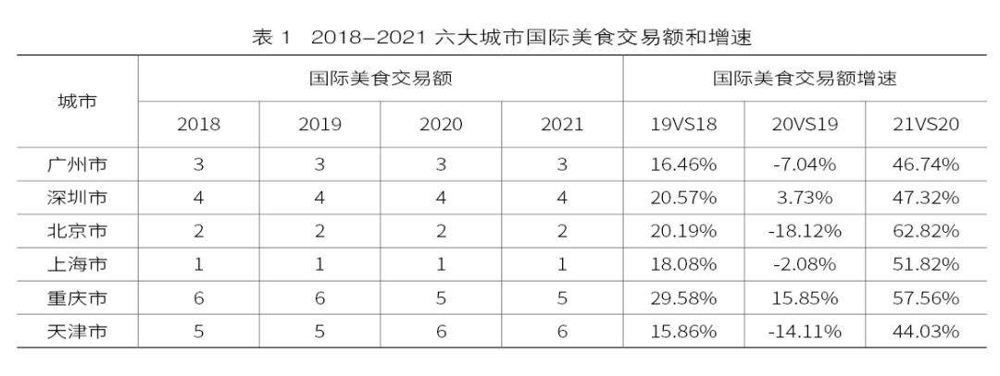 表 1 2018-2021 六大城市国际美食交易额和增速
城市 国际美食交易额 国际美食交易额增速
2018 2019 2020 2021 19VS18 20VS19 21VS20
广州市 3 3 3 3 16.46% -7.04% 46.74%
深圳市 4 4 4 4 20.57% 3.73% 47.32%
北京市 2 2 2 2 20.19% -18.12% 62.82%
上海市 1 1 1 1 18.08% -2.08% 51.82%
重庆市 6 6 5 5 29.58% 15.85% 57.56%
天津市 5 5 6 6 15.86% -14.11% 44.03%